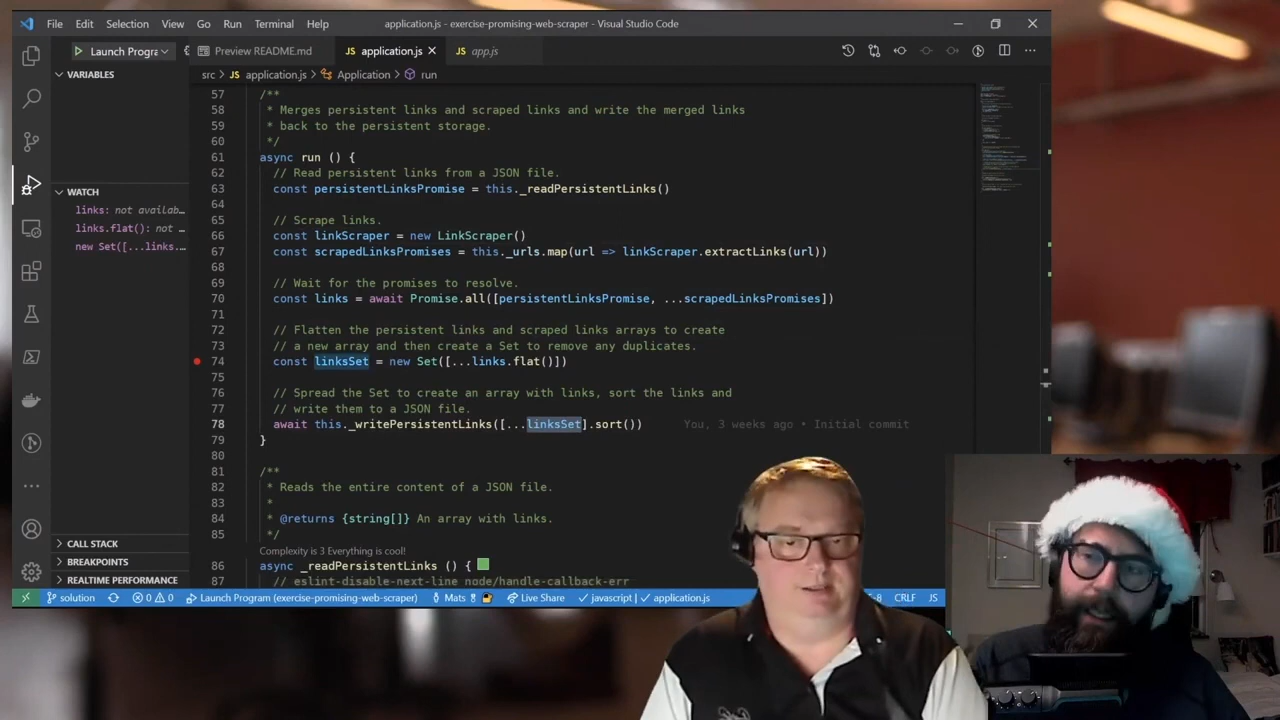 File Edit Selection View Go Run Terminal Help
application.js - exercise-promising-web-scraper - Visual Studio Code
Launch Progra
Preview README.md
application.js
app.js
src > JS application.js > Application > run
VARIABLES
WATCH
links: not availab…
links.flat(): not …
new Set([...links.…
CALL STACK
BREAKPOINTS
REALTIME PERFORMANCE
57 /**
58 * Merges persistent links and scraped links and write the merged links
59 * back to the persistent storage.
60 */
61 async run () {
62 // Read persistent links from a JSON file.
63 const persistentLinksPromise = this._readPersistentLinks()
64
65 // Scrape links.
66 const linkScraper = new LinkScraper()
67 const scrapedLinksPromises = this._urls.map(url => linkScraper.extractLinks(url))
68
69 // Wait for the promises to resolve.
70 const links = await Promise.all([persistentLinksPromise, ...scrapedLinksPromises])
71
72 // Flatten the persistent links and scraped links arrays to create
73 // a new array and then create a Set to remove any duplicates.
74 const linksSet = new Set([...links.flat()])
75
76 // Spread the Set to create an array with links, sort the links and
77 // write them to a JSON file.
78 await this._writePersistentLinks([...linksSet].sort()) You, 3 weeks ago • Initial commit
79 }
80
81 /**
82 * Reads the entire content of a JSON file.
83 *
84 * @returns {string[]} An array with links.
85 */
Complexity is 3 Everything is cool!
86 async _readPersistentLinks () {
87 // eslint-disable-next-line node/handle-callback-err
solution 0 0 Launch Program (exercise-promising-web-scraper) Mats 8 Live Share javascript | application.js F-8 CRLF JS